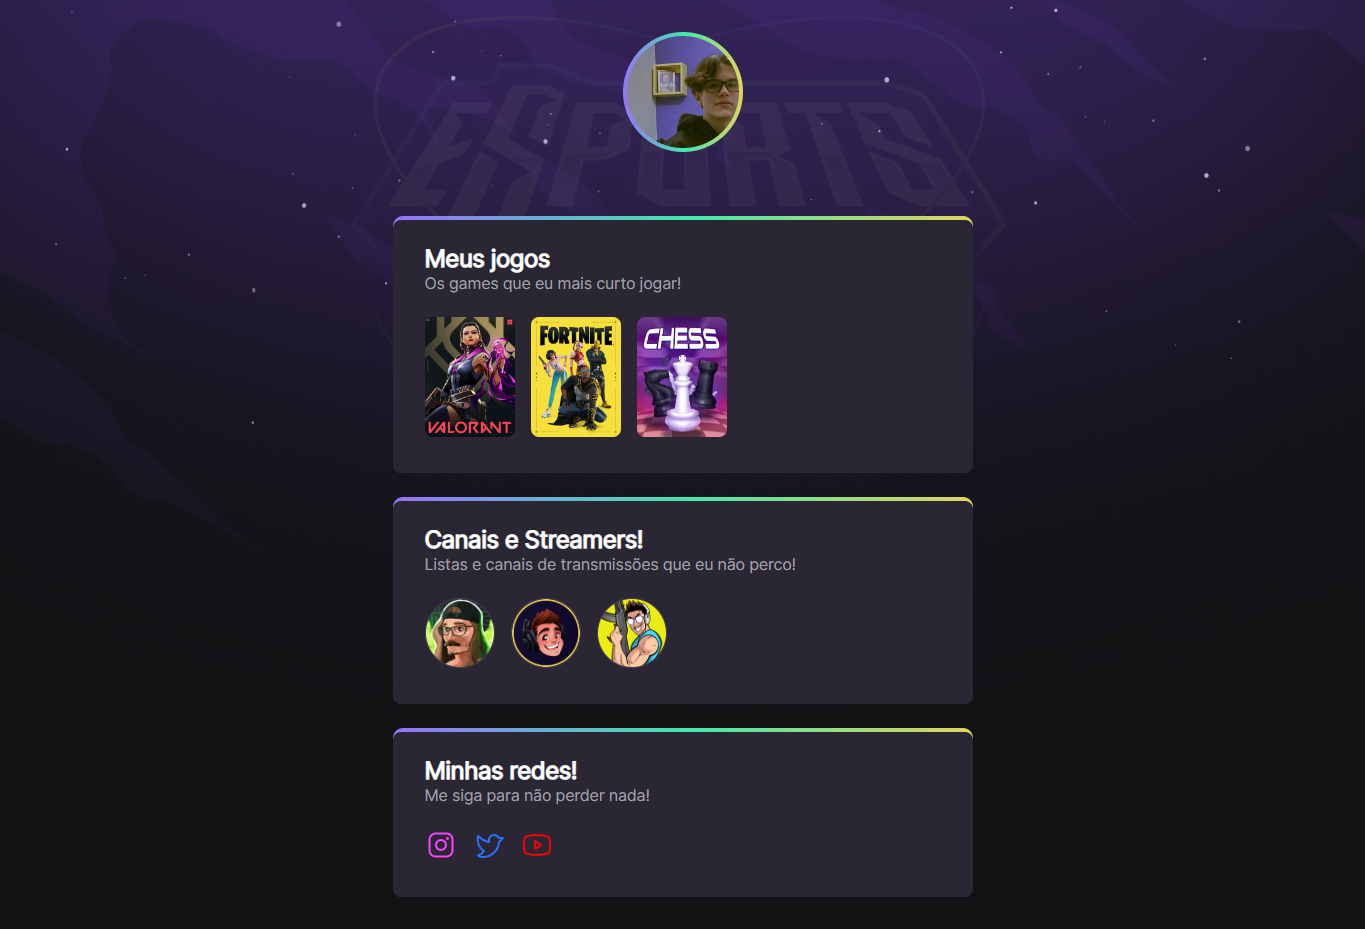 ESPORTS
Meus jogos
Os games que eu mais curto jogar!
VALORANT
FORTNITE
CHESS
Canais e Streamers!
Listas e canais de transmissões que eu não perco!
Minhas redes!
Me siga para não perder nada!